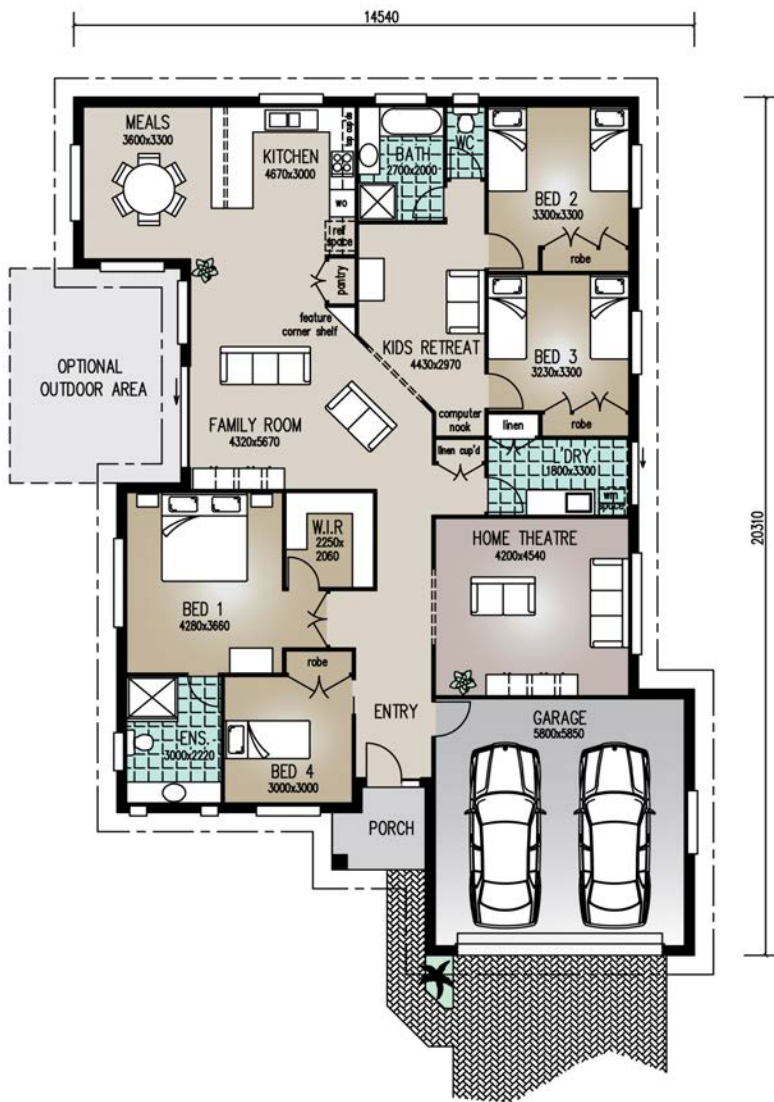 14540
MEALS
3600x3300
KITCHEN
4670x3000
wo
ref
space
pantry
BATH
2700x2000
WC
BED 2
3300x3300
robe
feature
corner shelf
KIDS RETREAT
4430x2970
BED 3
3230x3300
robe
computer
nook
linen
OPTIONAL
OUTDOOR AREA
FAMILY ROOM
4320x5670
linen cup'd
L'DRY
1800x3300
wm
space
20310
W.I.R
2250x
2060
HOME THEATRE
4200x4540
BED 1
4280x3660
robe
ENS.
3000x2220
BED 4
3000x3000
ENTRY
GARAGE
5800x5850
PORCH